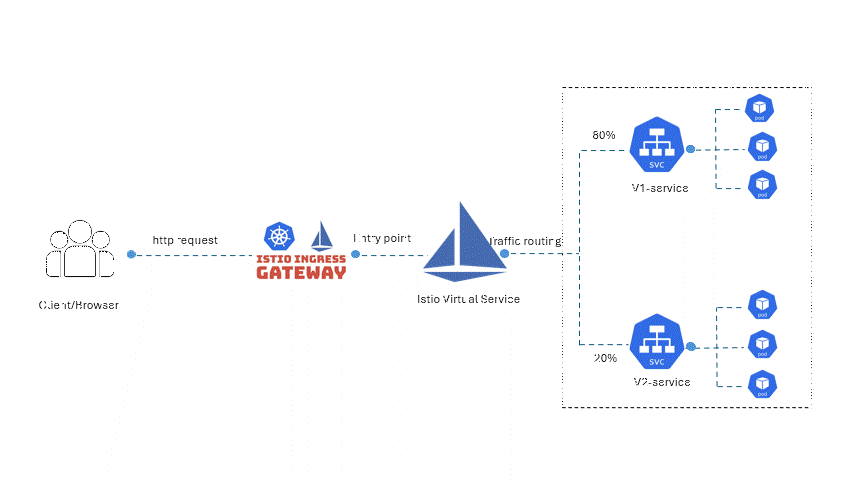 80%
pod
pod
SVC
pod
V1-service
http request
Entry point
Traffic routing
ISTIO INGRESS
GATEWAY
Client/Browser
Istio Virtual Service
pod
pod
SVC
20%
V2-service
pod